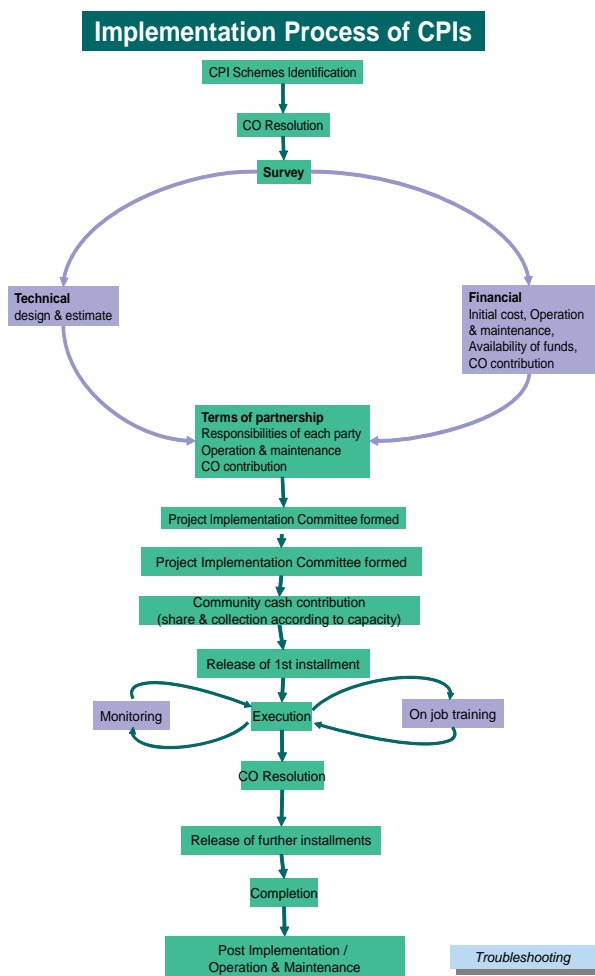 Implementation Process of CPIs
CPI Schemes Identification
CO Resolution
Survey
Technical
design & estimate
Financial
Initial cost, Operation
& maintenance,
Availability of funds,
CO contribution
Terms of partnership
Responsibilities of each party
Operation & maintenance
CO contribution
Project Implementation Committee formed
Project Implementation Committee formed
Community cash contribution
(share & collection according to capacity)
Release of 1st installment
Monitoring
Execution
On job training
CO Resolution
Release of further installments
Completion
Post Implementation /
Operation & Maintenance
Troubleshooting